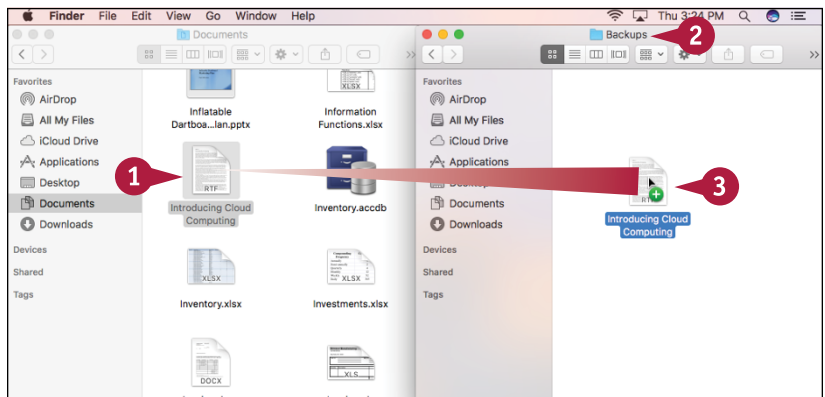 Finder File Edit View Go Window Help Thu 3:24 PM
Documents
Favorites
AirDrop
All My Files
iCloud Drive
Applications
Desktop
Documents
Downloads
Devices
Shared
Tags
XLSX
Inflatable
Dartboa...lan.pptx
Information
Functions.xlsx
1
RTF
Introducing Cloud
Computing
Inventory.accdb
XLSX
Inventory.xlsx
XLSX
Investments.xlsx
DOCX
XLS
Backups
2
Favorites
AirDrop
All My Files
iCloud Drive
Applications
Desktop
Documents
Downloads
Devices
Shared
Tags
3
Introducing Cloud
Computing